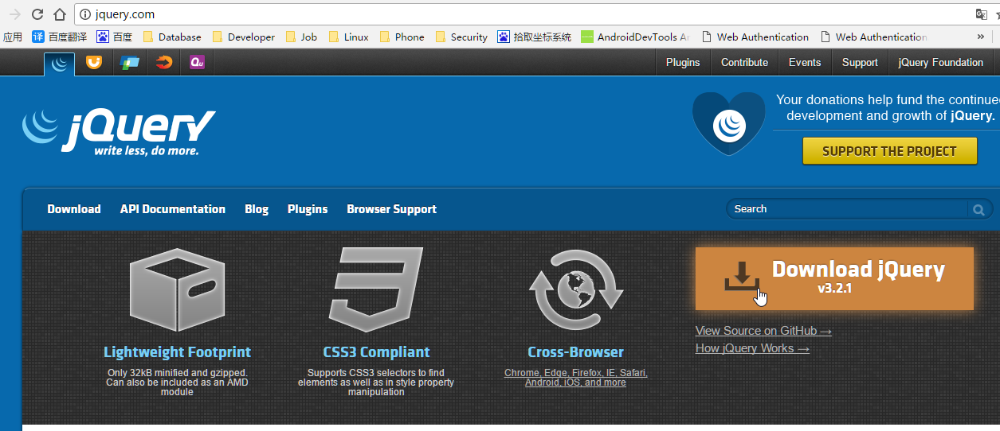 jquery.com
应用
译 百度翻译
百度
Database
Developer
Job
Linux
Phone
Security
拾取坐标系统
AndroidDevTools
Web Authentication
Web Authentication
»
Qu
Plugins
Contribute
Events
Support
jQuery Foundation
jQuery
write less, do more.
Your donations help fund the
development and growth of jQuery.
SUPPORT THE PROJECT
Download
API Documentation
Blog
Plugins
Browser Support
Search
Lightweight Footprint
Only 32kB minified and gzipped.
Can also be included as an AMD
module
CSS3 Compliant
Supports CSS3 selectors to find
elements as well as in style property
manipulation
Cross-Browser
Chrome, Edge, Firefox, IE, Safari,
Android, iOS, and more
Download jQuery
v3.2.1
View Source on GitHub →
How jQuery Works →